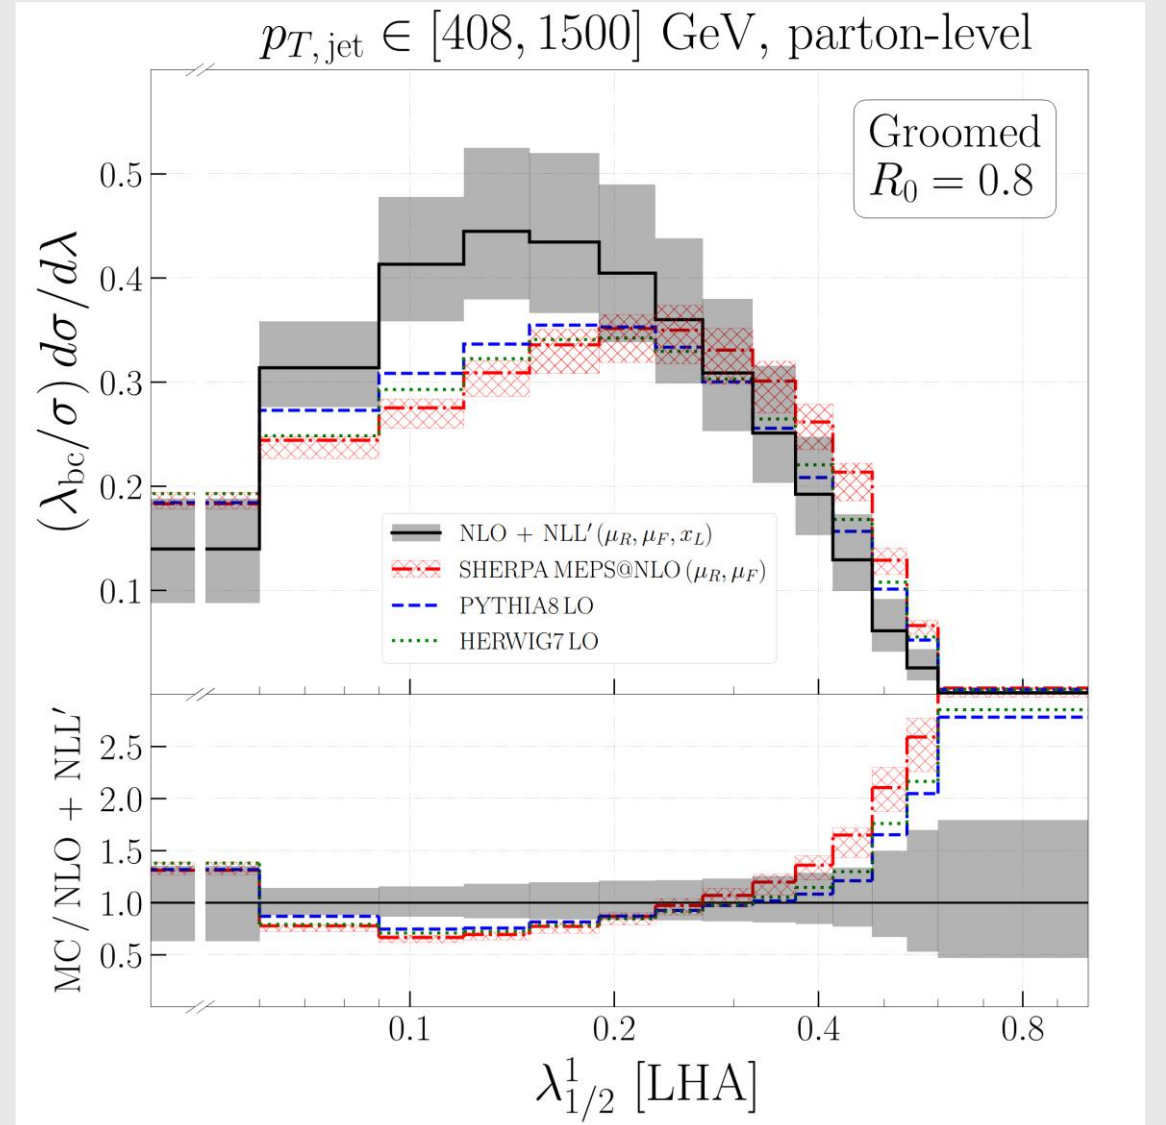 p_{T, jet} ∈ [408, 1500] GeV, parton-level
Groomed
R_0 = 0.8
(λ_{bc}/σ) dσ/dλ
0.5
0.4
0.3
0.2
0.1
NLO + NLL′ (μ_R, μ_F, x_L)
SHERPA MEPS@NLO (μ_R, μ_F)
PYTHIA8 LO
HERWIG7 LO
MC / NLO + NLL′
2.5
2.0
1.5
1.0
0.5
0.1 0.2 0.4 0.8
λ^1_{1/2} [LHA]